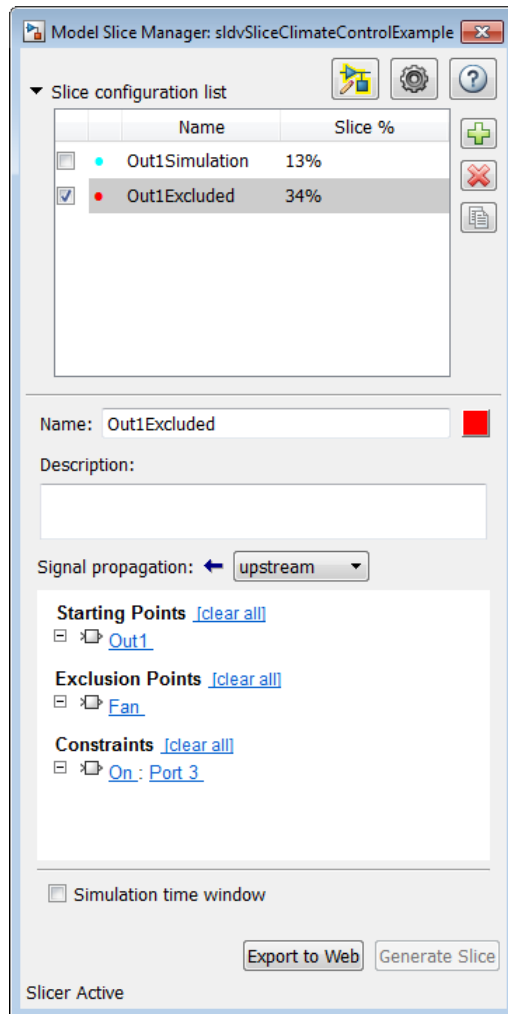 Model Slice Manager: sldvSliceClimateControlExample
Slice configuration list
Name Slice %
Out1Simulation 13%
Out1Excluded 34%
Name: Out1Excluded
Description:
Signal propagation: upstream
Starting Points [clear all]
Out1
Exclusion Points [clear all]
Fan
Constraints [clear all]
On : Port 3
Simulation time window
Export to Web Generate Slice
Slicer Active